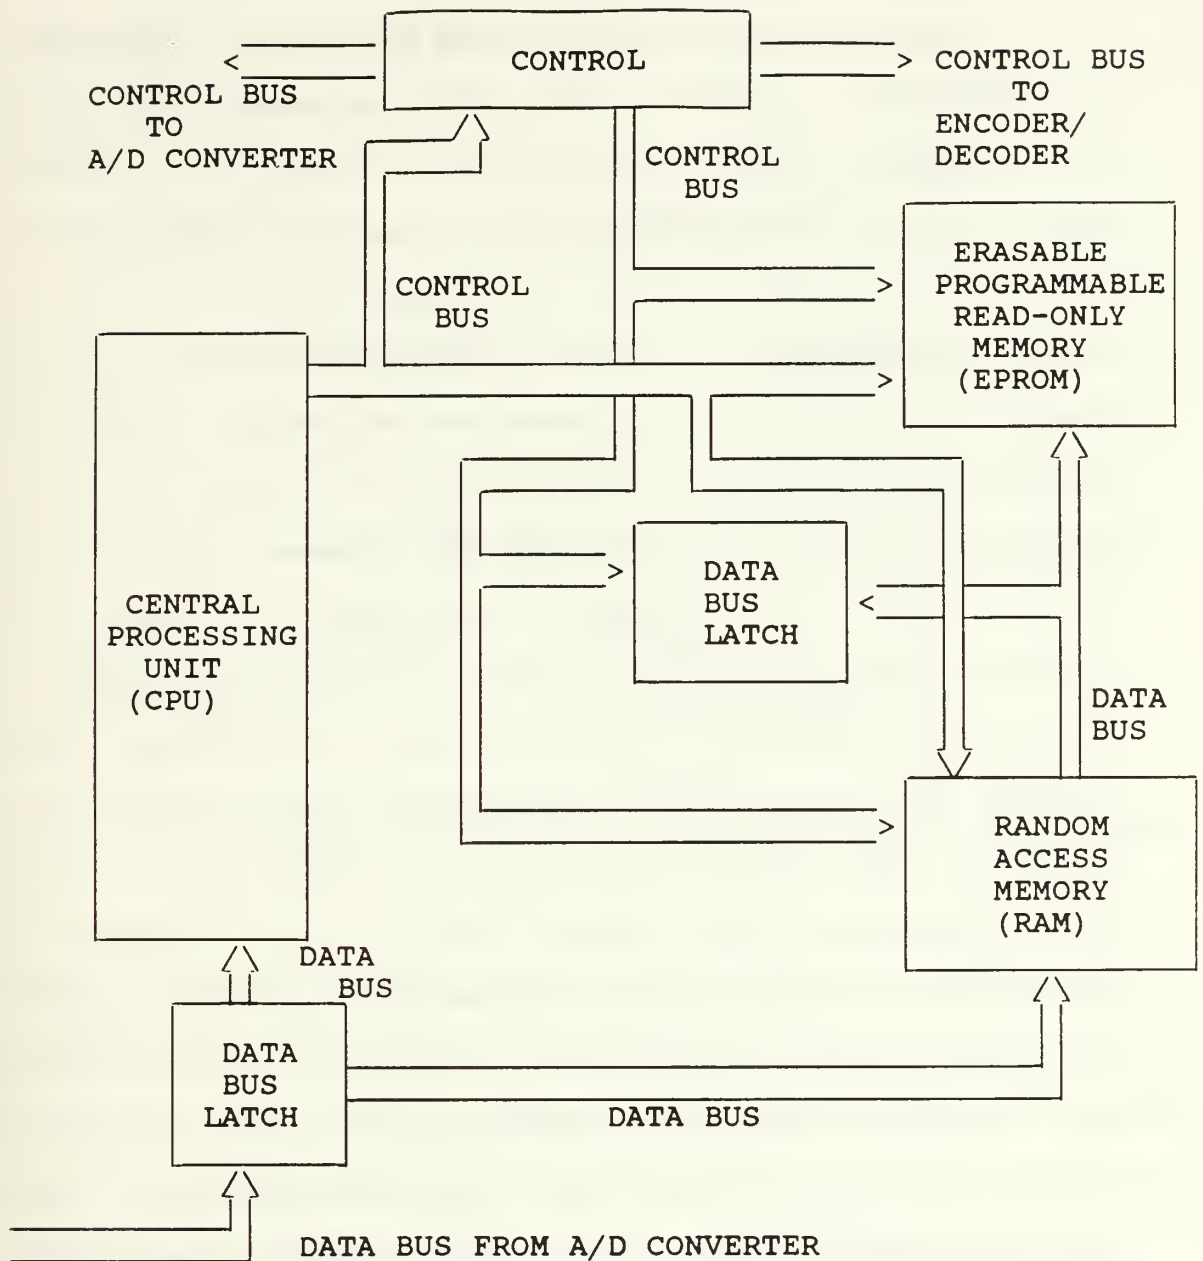 CONTROL
CONTROL BUS
TO
A/D CONVERTER
CONTROL BUS
TO
ENCODER/
DECODER
CONTROL
BUS
CONTROL
BUS
ERASABLE
PROGRAMMABLE
READ-ONLY
MEMORY
(EPROM)
CENTRAL
PROCESSING
UNIT
(CPU)
DATA
BUS
LATCH
DATA
BUS
RANDOM
ACCESS
MEMORY
(RAM)
DATA
BUS
DATA
BUS
LATCH
DATA BUS
DATA BUS FROM A/D CONVERTER